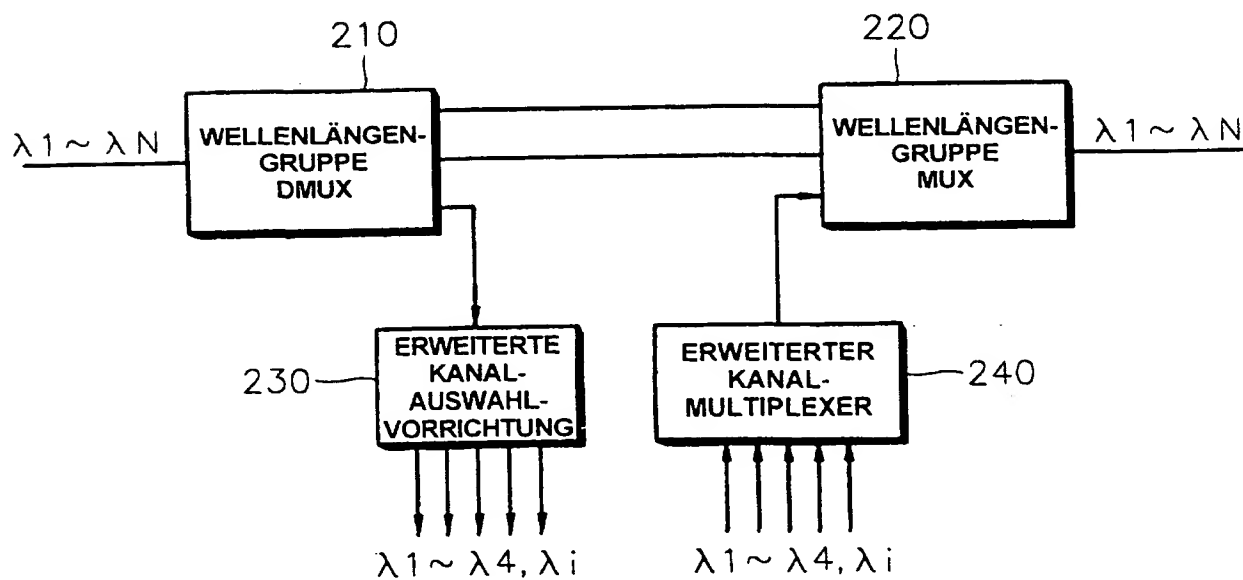 210
220
λ1~λN
WELLENLÄNGEN-
GRUPPE
DMUX
WELLENLÄNGEN-
GRUPPE
MUX
λ1~λN
230
ERWEITERTE
KANAL-
AUSWAHL-
VORRICHTUNG
ERWEITERTER
KANAL-
MULTIPLEXER
240
λ1~λ4, λi
λ1~λ4, λi